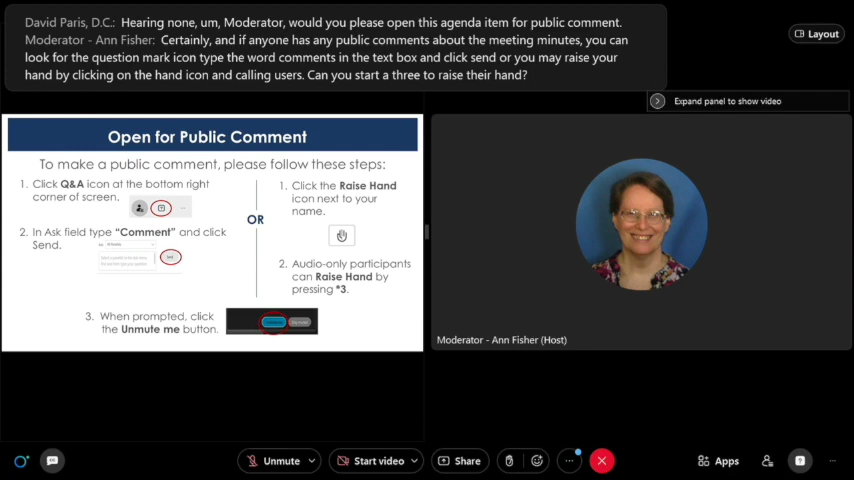 David Paris, D.C.: Hearing none, um, Moderator, would you please open this agenda item for public comment.
Moderator - Ann Fisher: Certainly, and if anyone has any public comments about the meeting minutes, you can
look for the question mark icon type the word comments in the text box and click send or you may raise your
hand by clicking on the hand icon and calling users. Can you start a three to raise their hand?
Layout
Expand panel to show video
Open for Public Comment
To make a public comment, please follow these steps:
1. Click Q&A icon at the bottom right
corner of screen.
2. In Ask field type “Comment” and click
Send.
OR
1. Click the Raise Hand
icon next to your
name.
2. Audio-only participants
can Raise Hand by
pressing *3.
3. When prompted, click
the Unmute me button.
Moderator - Ann Fisher (Host)
Unmute
Start video
Share
Apps